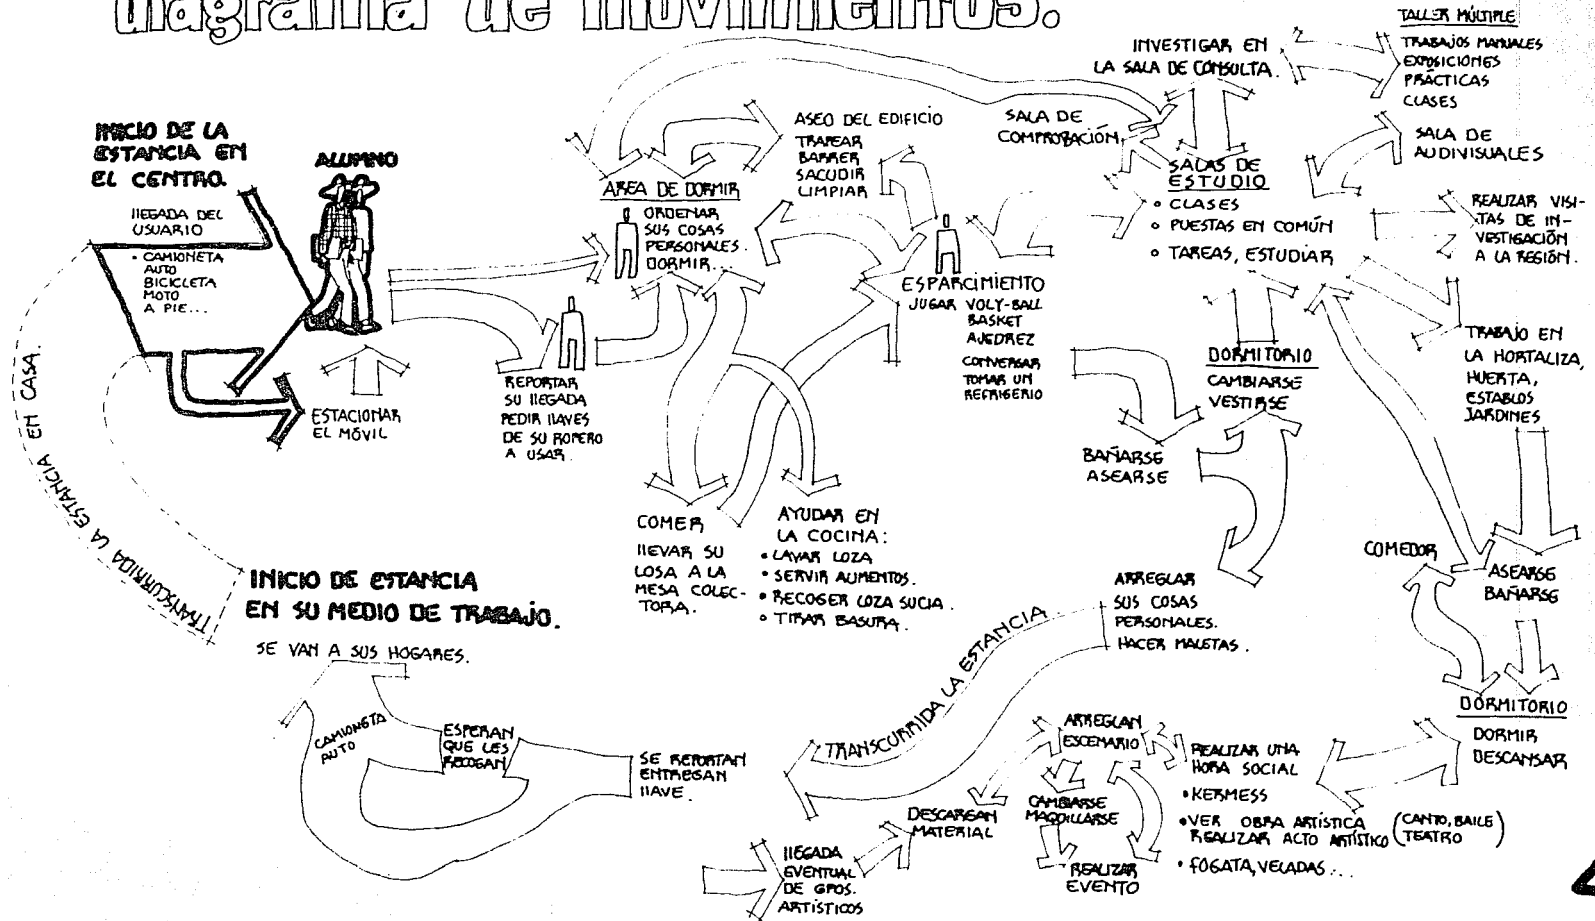 diagrama de movimientos.
INICIO DE LA
ESTANCIA EN
EL CENTRO.
LLEGADA DEL
USUARIO
• CAMIONETA
AUTO
BICICLETA
MOTO
A PIE...
ALUMNO
ESTACIONAR
EL MÓVIL
REPORTAR
SU LLEGADA
PEDIR LLAVES
DE SU ROPERO
A USAR.
AREA DE DORMIR
ORDENAR
SUS COSAS
PERSONALES.
DORMIR...
ASEO DEL EDIFICIO
TRAPEAR
BARRER
SACUDIR
LIMPIAR
ESPARCIMIENTO
JUGAR VOLY-BALL
BASKET
AJEDREZ
CONVERSAR
TOMAR UN
REFRIGERIO
COMER
LLEVAR SU
LOSA A LA
MESA COLEC-
TORA.
AYUDAR EN
LA COCINA:
• LAVAR LOZA
• SERVIR ALIMENTOS.
• RECOGER LOZA SUCIA.
• TIRAR BASURA.
INVESTIGAR EN
LA SALA DE CONSULTA.
TALLER MÚLTIPLE
TRABAJOS MANUALES
EXPOSICIONES
PRÁCTICAS
CLASES
SALA DE
COMPROBACIÓN
SALA DE
AUDIVISUALES
SALAS DE
ESTUDIO
• CLASES
• PUESTAS EN COMÚN
• TAREAS, ESTUDIAR
REALIZAR VISI-
TAS DE IN-
VESTIGACIÓN
A LA REGIÓN.
TRABAJO EN
LA HORTALIZA,
HUERTA,
ESTABLOS
JARDINES
DORMITORIO
CAMBIARSE
VESTIRSE
BAÑARSE
ASEARSE
COMEDOR
ASEARSE
BAÑARSE
DORMITORIO
DORMIR
DESCANSAR
ARREGLAR
SUS COSAS
PERSONALES.
HACER MALETAS.
TRANSCURRIDA LA ESTANCIA
REALIZAR UNA
HORA SOCIAL
• KERMESS
• VER OBRA ARTÍSTICA
REALIZAR ACTO ARTÍSTICO (CANTO, BAILE
TEATRO)
• FOGATA, VELADAS...
ARREGLAN
ESCENARIO
CAMBIARSE
MAQUILLARSE
REALIZAR
EVENTO
DESCARGAN
MATERIAL
LLEGADA
EVENTUAL
DE GPOS.
ARTÍSTICOS
SE REPORTAN
ENTREGAN
LLAVE.
ESPERAN
QUE LES
RECOGAN
CAMIONETA
AUTO
SE VAN A SUS HOGARES.
INICIO DE ESTANCIA
EN SU MEDIO DE TRABAJO.
TRANSCURRIDA LA ESTANCIA EN CASA.